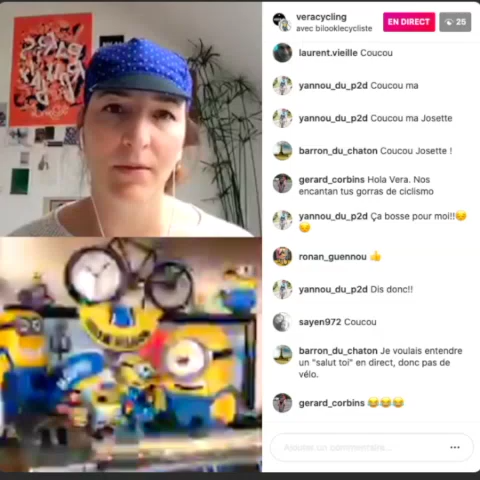 veracycling
avec bilooklecycliste
EN DIRECT
25
laurent.vieille Coucou
yannou_du_p2d Coucou ma
yannou_du_p2d Coucou ma Josette
barron_du_chaton Coucou Josette !
gerard_corbins Hola Vera. Nos
encantan tus gorras de ciclismo
yannou_du_p2d Ça bosse pour moi!!😏
😏
ronan_guennou 👍
yannou_du_p2d Dis donc!!
sayen972 Coucou
barron_du_chaton Je voulais entendre
un "salut toi" en direct, donc pas de
vélo.
gerard_corbins 😂😂😂
Ajouter un commentaire...